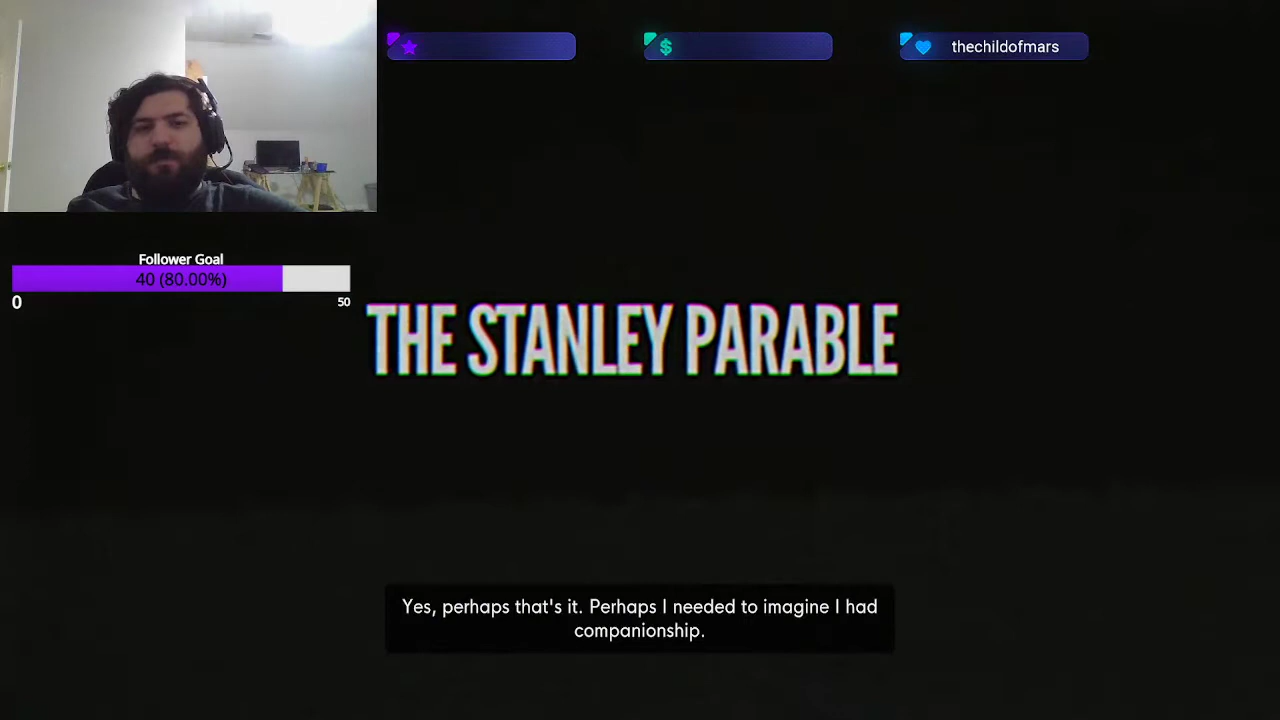 $
thechildofmars
Follower Goal
40 (80.00%)
0
50
THE STANLEY PARABLE
Yes, perhaps that's it. Perhaps I needed to imagine I had
companionship.